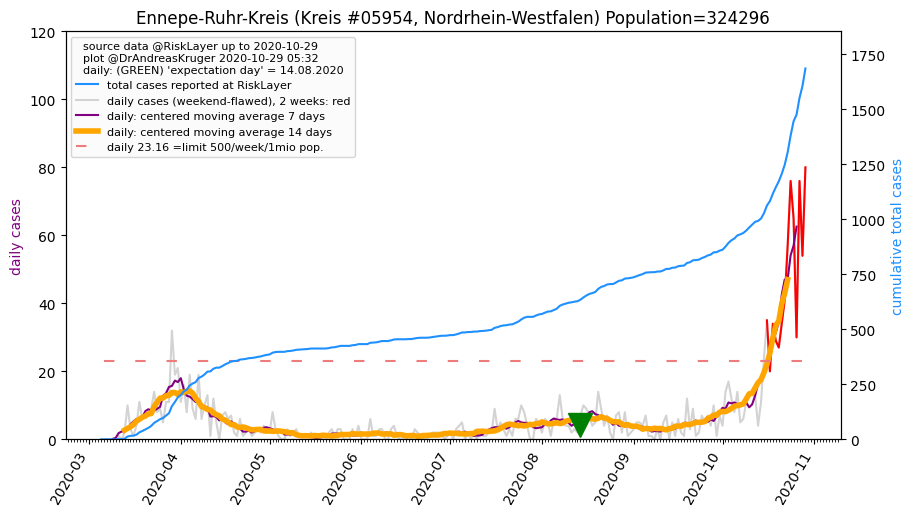 Ennepe-Ruhr-Kreis (Kreis #05954, Nordrhein-Westfalen) Population=324296
source data @RiskLayer up to 2020-10-29
plot @DrAndreasKruger 2020-10-29 05:32
daily: (GREEN) 'expectation day' = 14.08.2020
total cases reported at RiskLayer
daily cases (weekend-flawed), 2 weeks: red
daily: centered moving average 7 days
daily: centered moving average 14 days
daily 23.16 =limit 500/week/1mio pop.
daily cases
120
100
80
60
40
20
0
1750
1500
1250
1000
750
500
250
0
cumulative total cases
2020-03
2020-04
2020-05
2020-06
2020-07
2020-08
2020-09
2020-10
2020-11